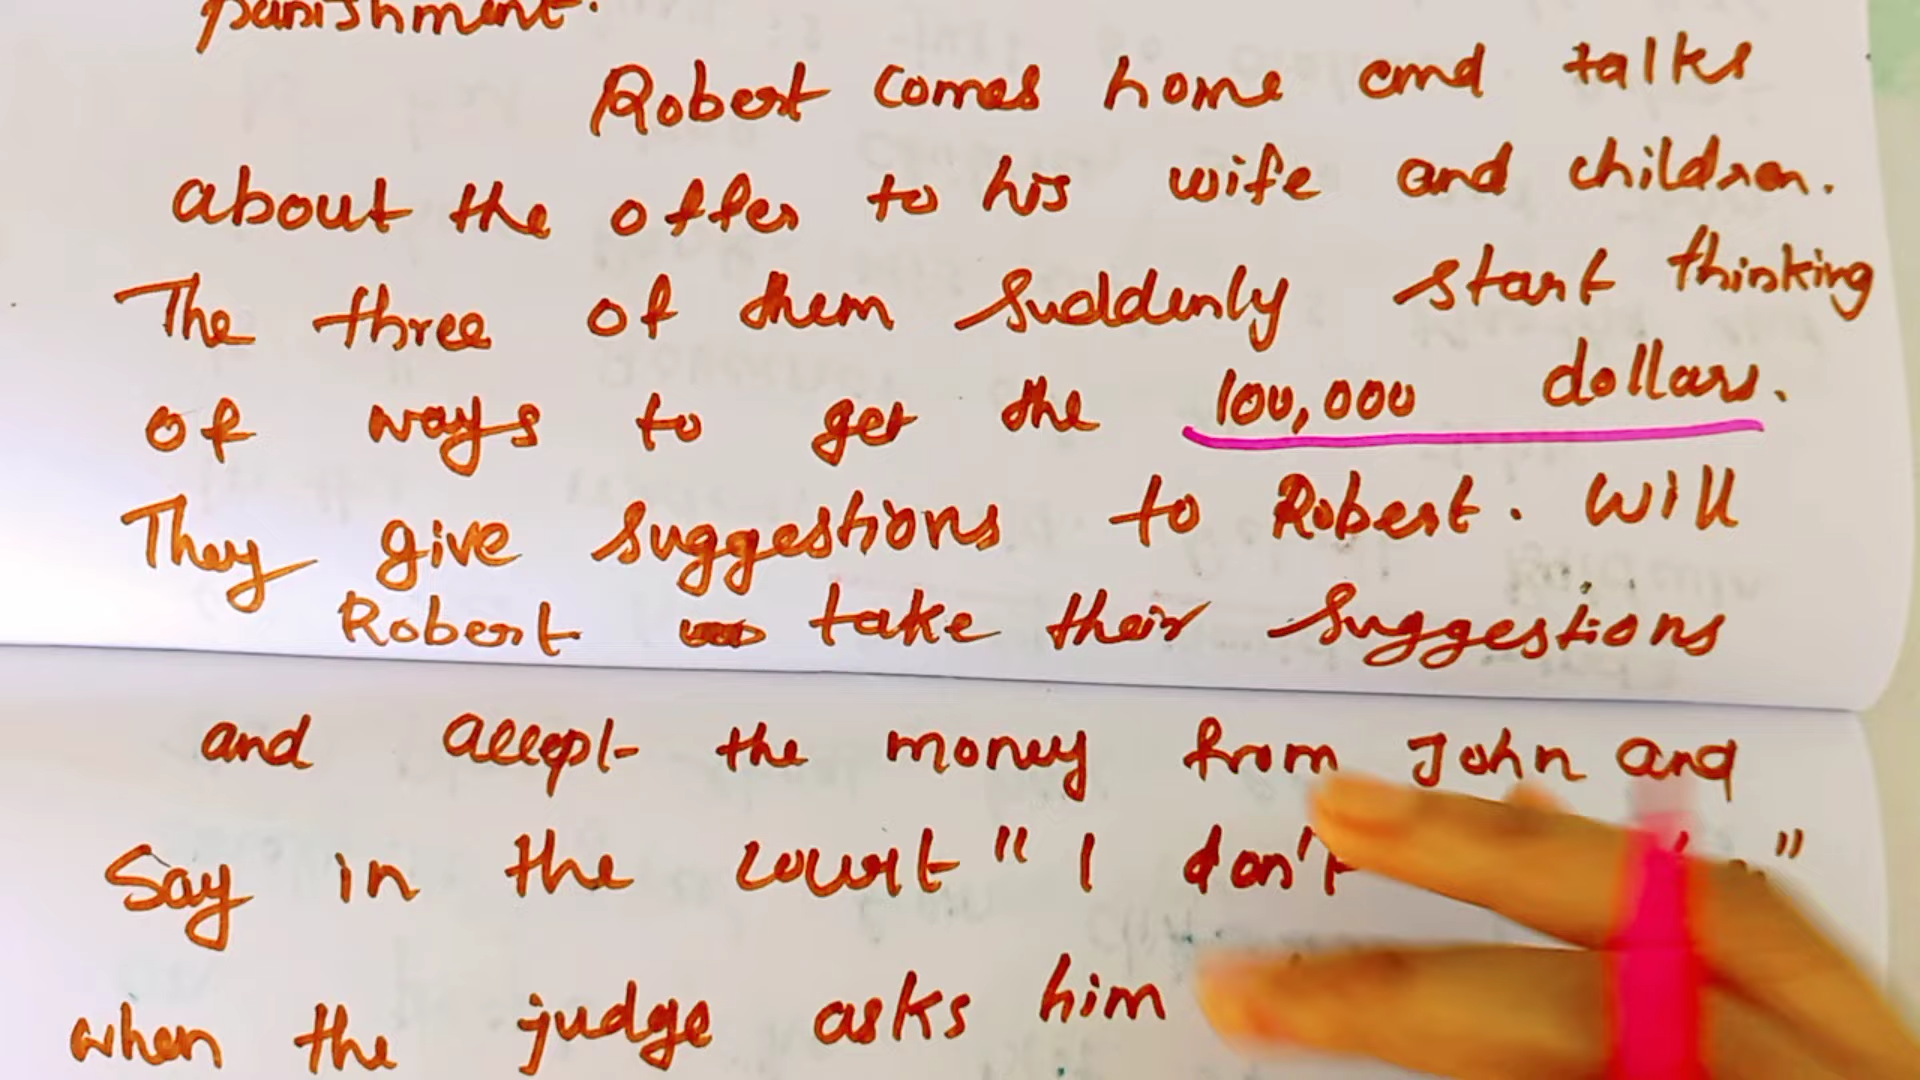 punishment.
Robert comes home and talks
about the offer to his wife and children.
The three of them suddenly start thinking
of ways to get the 100,000 dollars.
They give suggestions to Robert. Will
Robert take their suggestions
and accept the money from John and
Say in the court " I don't "
when the judge asks him